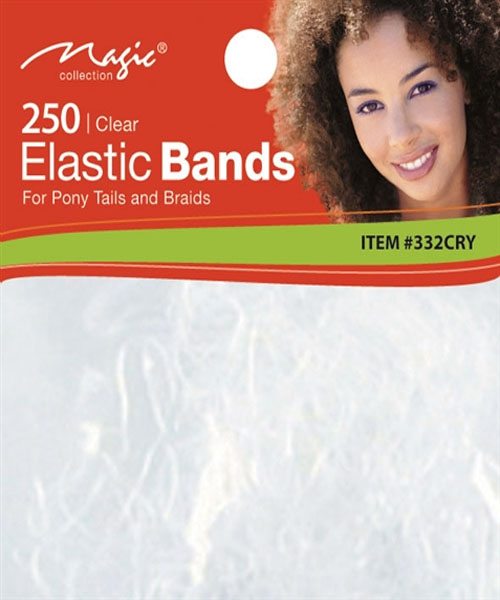 Magic®
collection
250 | Clear
Elastic Bands
For Pony Tails and Braids
ITEM #332CRY